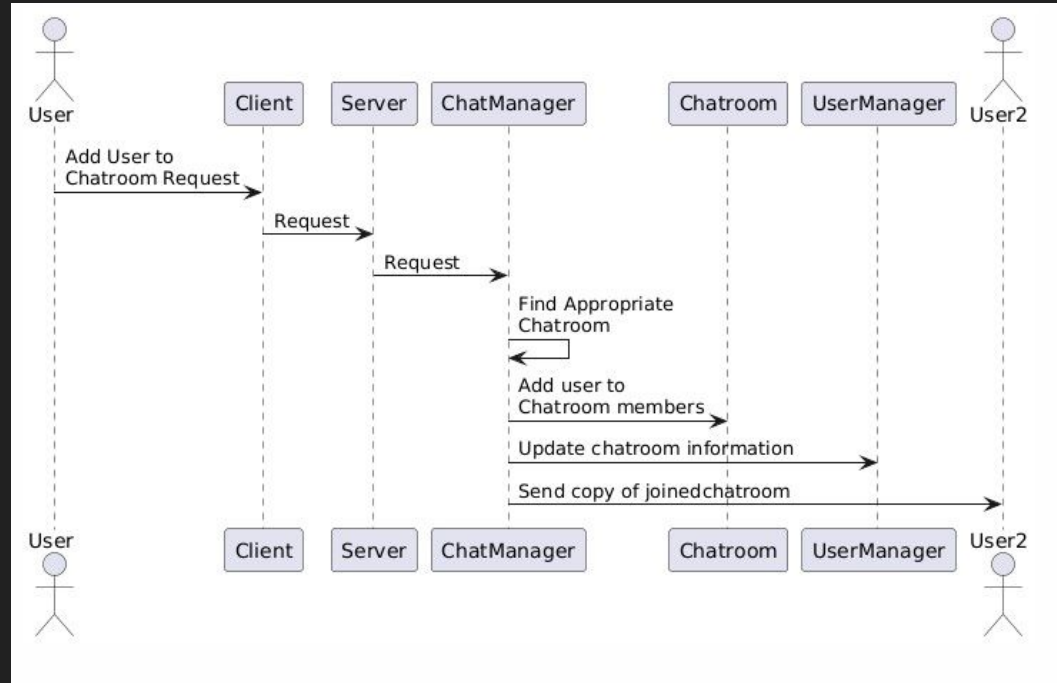 User
Client
Server
ChatManager
Chatroom
UserManager
User2
Add User to
Chatroom Request
Request
Request
Find Appropriate
Chatroom
Add user to
Chatroom members
Update chatroom information
Send copy of joinedchatroom
User
Client
Server
ChatManager
Chatroom
UserManager
User2